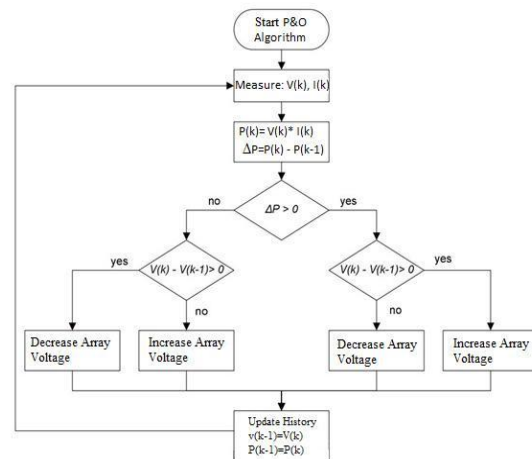 Start P&O
Algorithm
Measure: V(k), I(k)
P(k)= V(k)* I(k)
ΔP=P(k) - P(k-1)
no
ΔP > 0
yes
yes
V(k) - V(k-1)> 0
V(k) - V(k-1)> 0
yes
no
no
Decrease Array
Voltage
Increase Array
Voltage
Decrease Array
Voltage
Increase Array
Voltage
Update History
v(k-1)=V(k)
P(k-1)=P(k)